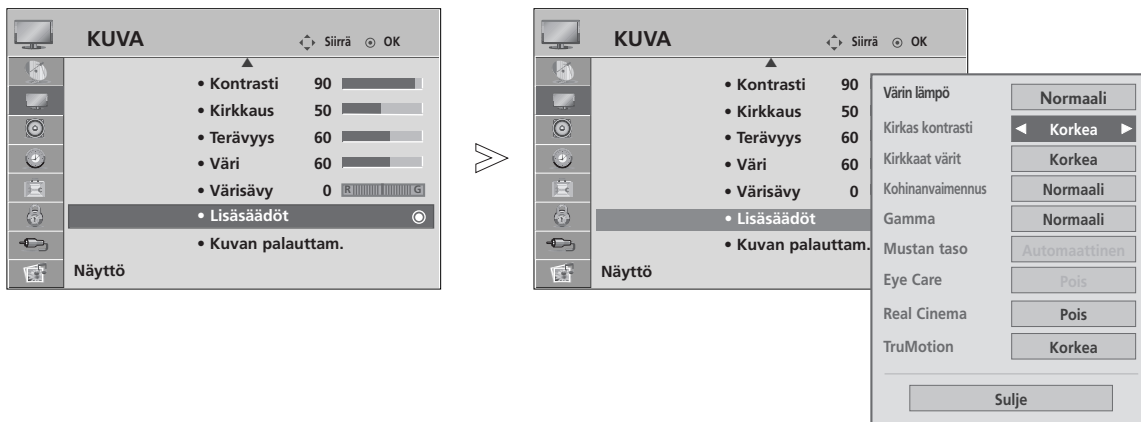 KUVA Siirrä OK
• Kontrasti 90
• Kirkkaus 50
• Terävyys 60
• Väri 60
• Värisävy 0 R G
• Lisäsäädöt
• Kuvan palauttam.
Näyttö
KUVA Siirrä OK
• Kontrasti 90
• Kirkkaus 50
• Terävyys 60
• Väri 60
• Värisävy 0
• Lisäsäädöt
• Kuvan palauttam.
Näyttö
Värin lämpö Normaali
Kirkas kontrasti Korkea
Kirkkaat värit Korkea
Kohinanvaimennus Normaali
Gamma Normaali
Mustan taso Automaattinen
Eye Care Pois
Real Cinema Pois
TruMotion Korkea
Sulje